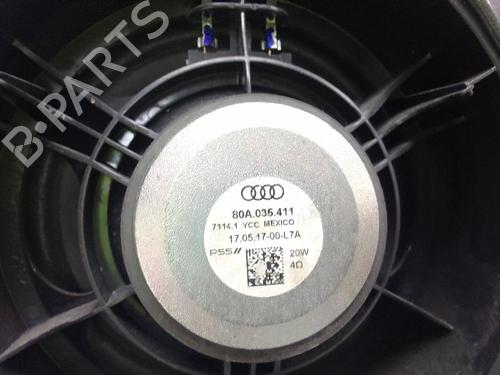 B-PARTS
80A.035.411
7114.1 YCC MEXICO
17.05.17-00-L7A
PSS//
20W
4Ω